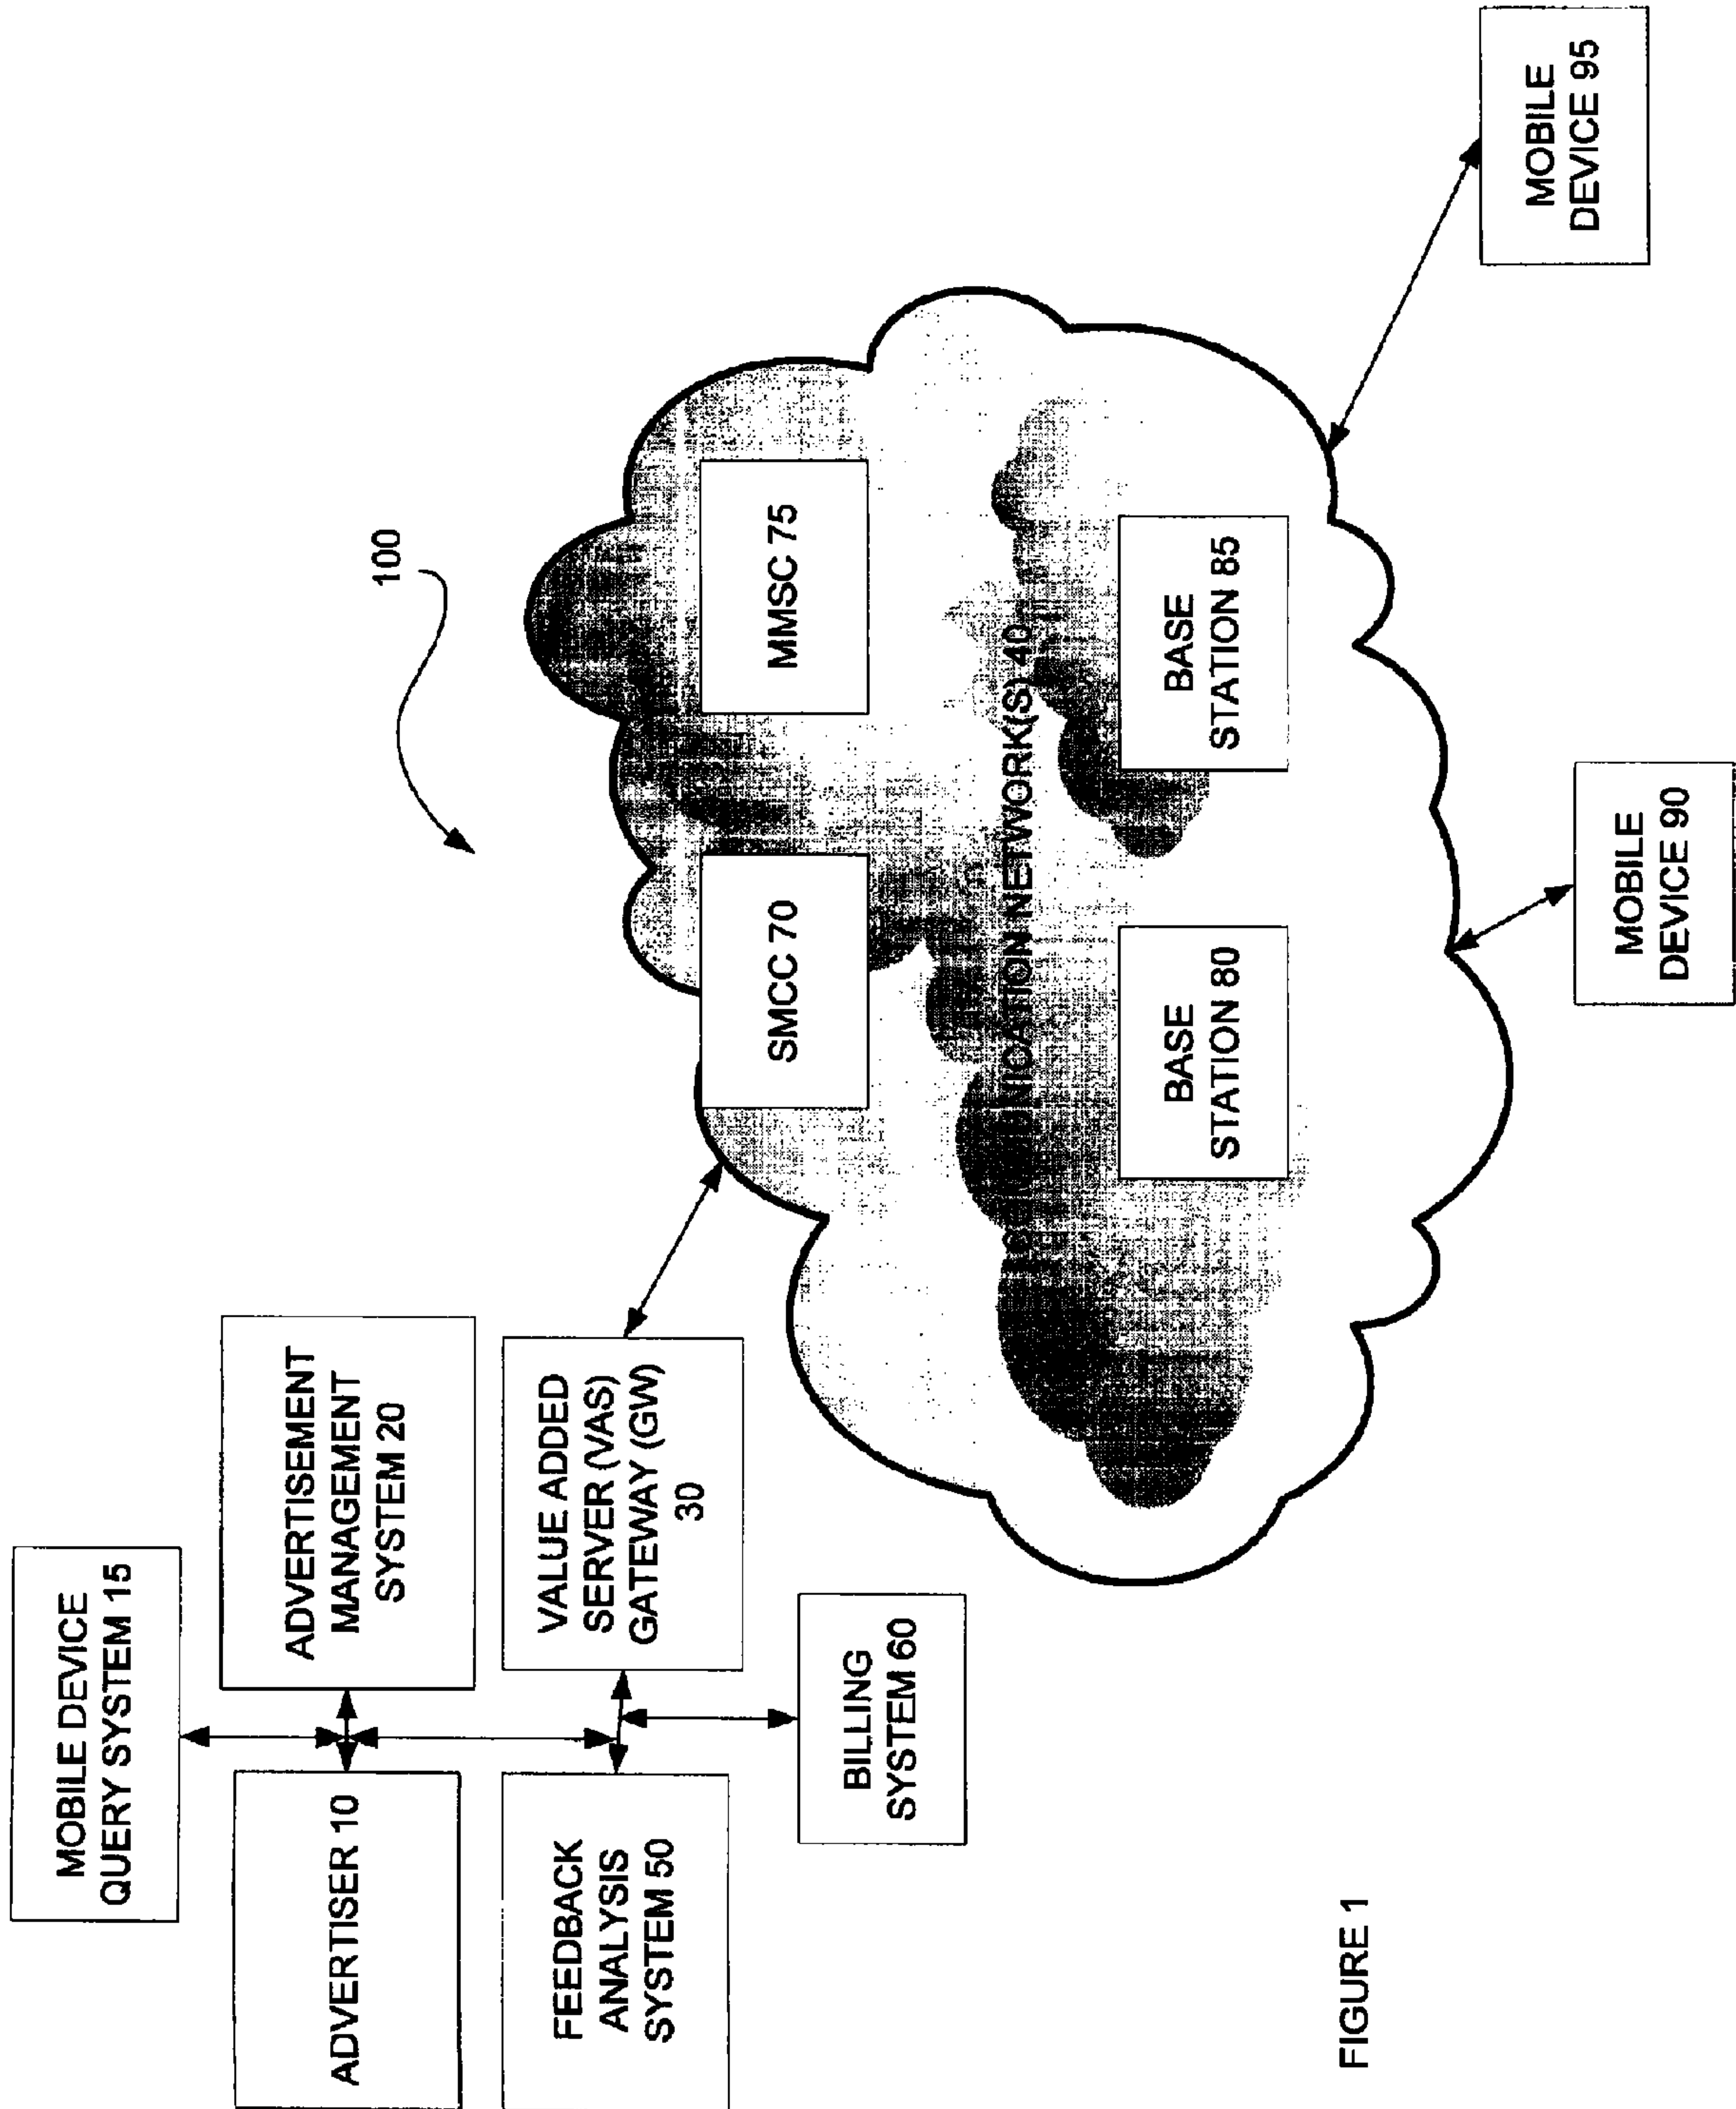 MOBILE DEVICE
QUERY SYSTEM 15
ADVERTISER 10
ADVERTISEMENT
MANAGEMENT
SYSTEM 20
FEEDBACK
ANALYSIS
SYSTEM 50
VALUE ADDED
SERVER (VAS)
GATEWAY (GW)
30
BILLING
SYSTEM 60
100
SMCC 70
MMSC 75
COMMUNICATION NETWORK(S) 40
BASE
STATION 80
BASE
STATION 85
MOBILE
DEVICE 90
MOBILE
DEVICE 95
FIGURE 1